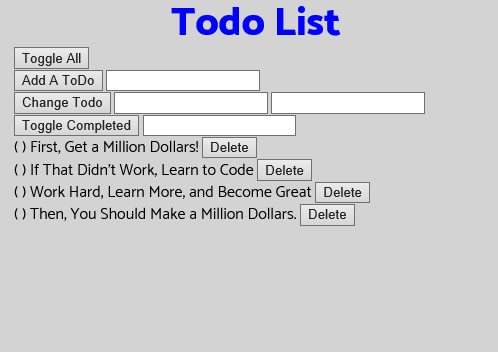 Todo List
Toggle All
Add A ToDo
Change Todo
Toggle Completed
( ) First, Get a Million Dollars! Delete
( ) If That Didn't Work, Learn to Code Delete
( ) Work Hard, Learn More, and Become Great Delete
( ) Then, You Should Make a Million Dollars. Delete